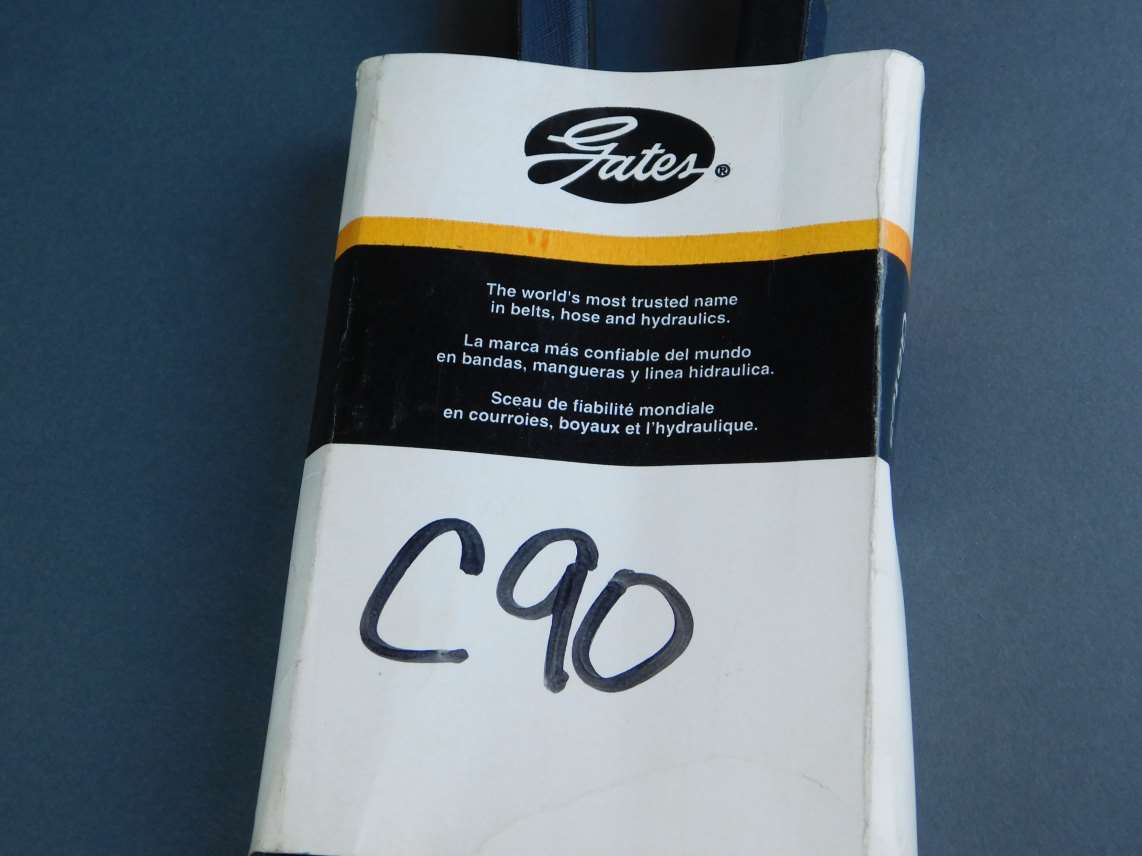 Gates®
The world's most trusted name
in belts, hose and hydraulics.
La marca más confiable del mundo
en bandas, mangueras y linea hidraulica.
Sceau de fiabilité mondiale
en courroies, boyaux et l'hydraulique.
C90